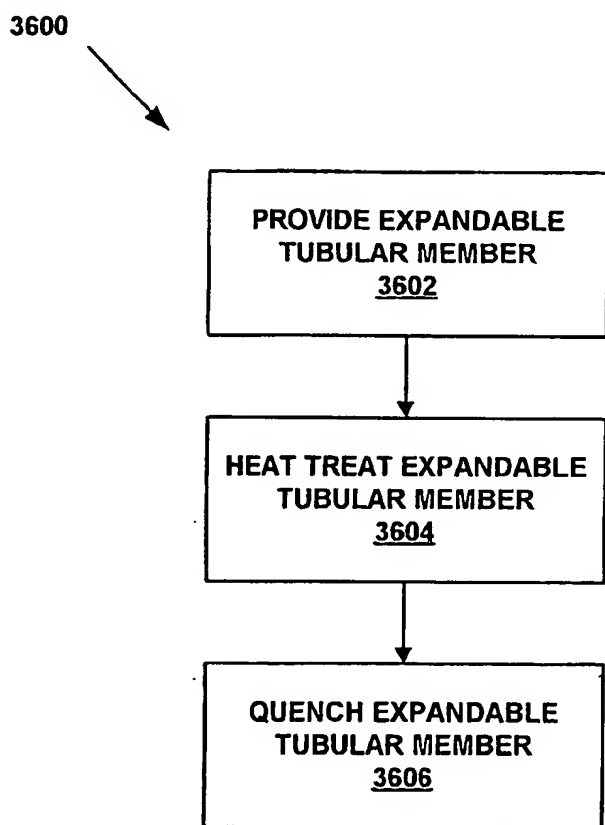 3600
PROVIDE EXPANDABLE
TUBULAR MEMBER
3602
HEAT TREAT EXPANDABLE
TUBULAR MEMBER
3604
QUENCH EXPANDABLE
TUBULAR MEMBER
3606